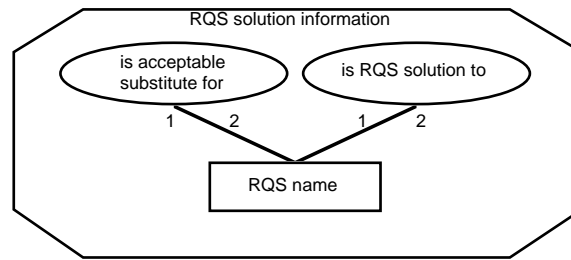 RQS solution information
is acceptable
substitute for
is RQS solution to
1
2
1
2
RQS name